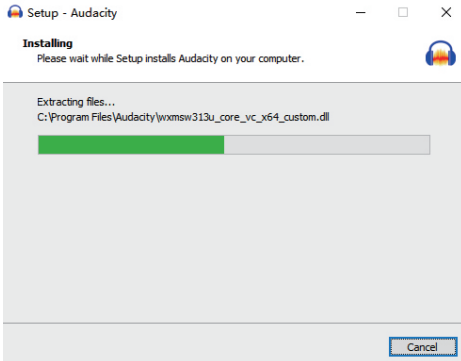 Setup - Audacity
Installing
Please wait while Setup installs Audacity on your computer.
Extracting files...
C:\Program Files\Audacity\wxmsw313u_core_vc_x64_custom.dll
Cancel